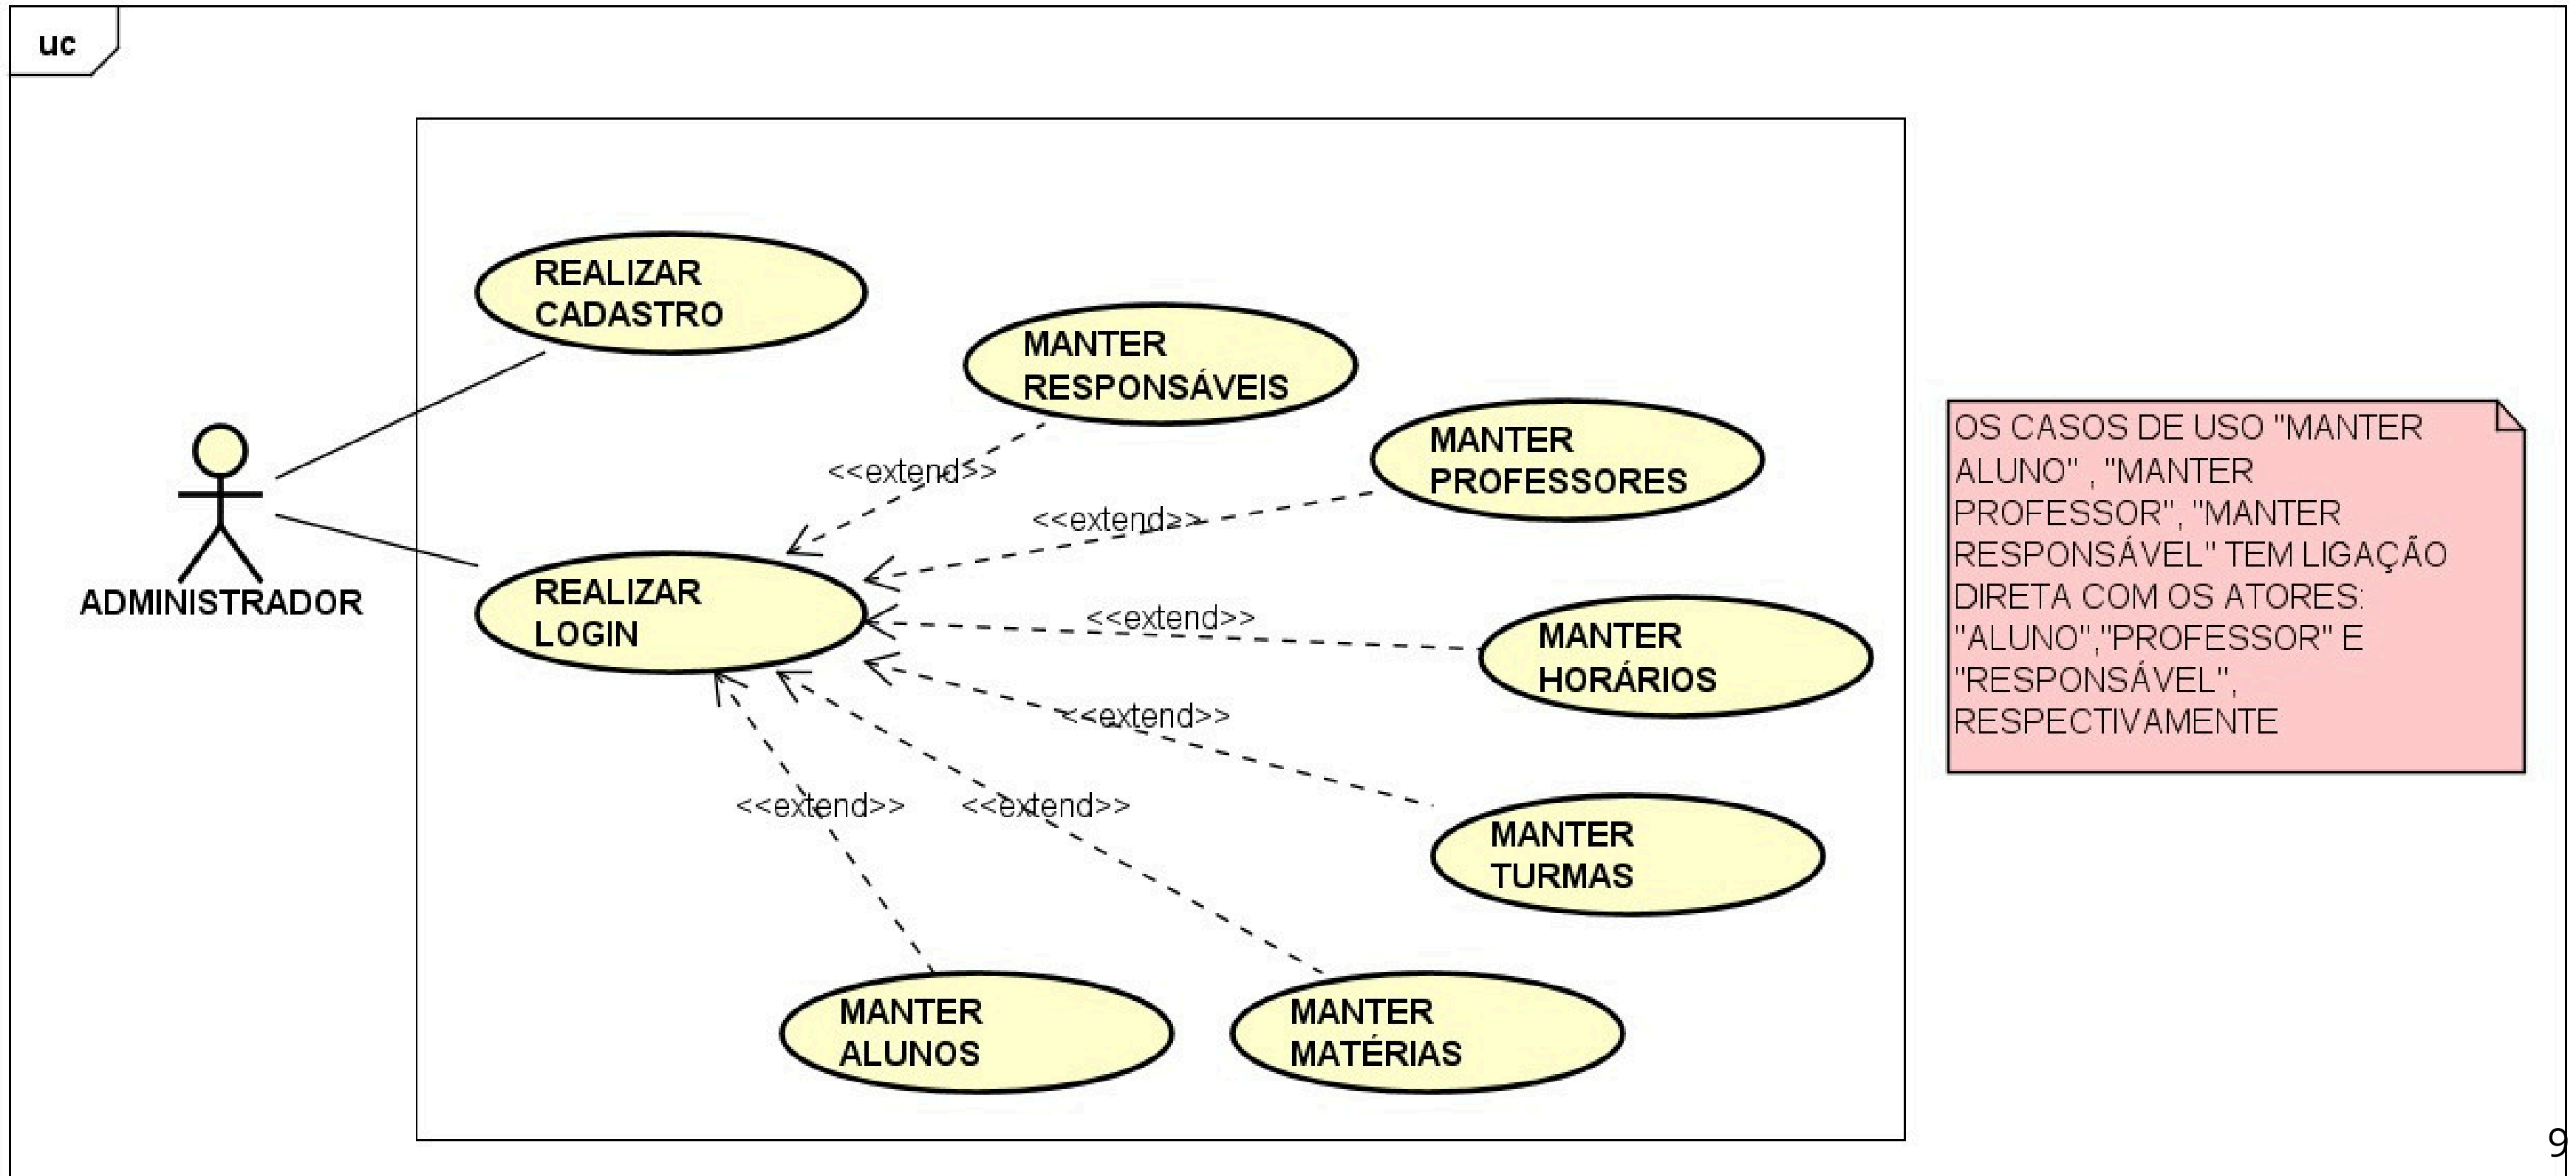 uc
REALIZAR
CADASTRO
MANTER
RESPONSÁVEIS
MANTER
PROFESSORES
<<extend>>
<<extend>>
ADMINISTRADOR
REALIZAR
LOGIN
<<extend>>
MANTER
HORÁRIOS
<<extend>>
<<extend>>
<<extend>>
MANTER
TURMAS
MANTER
ALUNOS
MANTER
MATÉRIAS
OS CASOS DE USO "MANTER
ALUNO" , "MANTER
PROFESSOR", "MANTER
RESPONSÁVEL" TEM LIGAÇÃO
DIRETA COM OS ATORES:
"ALUNO","PROFESSOR" E
"RESPONSÁVEL",
RESPECTIVAMENTE
9